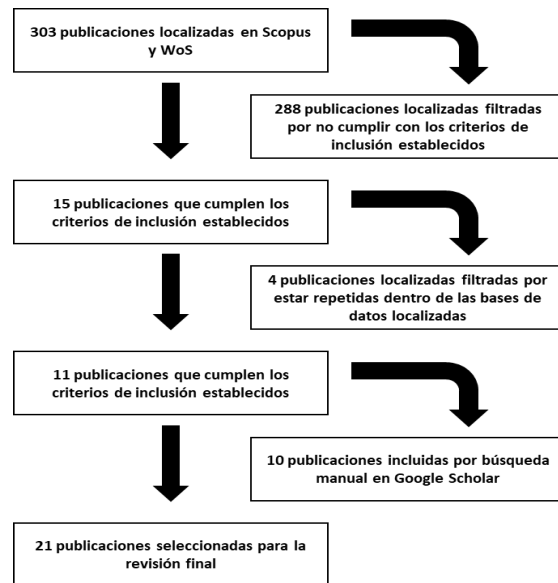 303 publicaciones localizadas en Scopus
y WoS
288 publicaciones localizadas filtradas
por no cumplir con los criterios de
inclusión establecidos
15 publicaciones que cumplen los
criterios de inclusión establecidos
4 publicaciones localizadas filtradas por
estar repetidas dentro de las bases de
datos localizadas
11 publicaciones que cumplen los
criterios de inclusión establecidos
10 publicaciones incluidas por búsqueda
manual en Google Scholar
21 publicaciones seleccionadas para la
revisión final